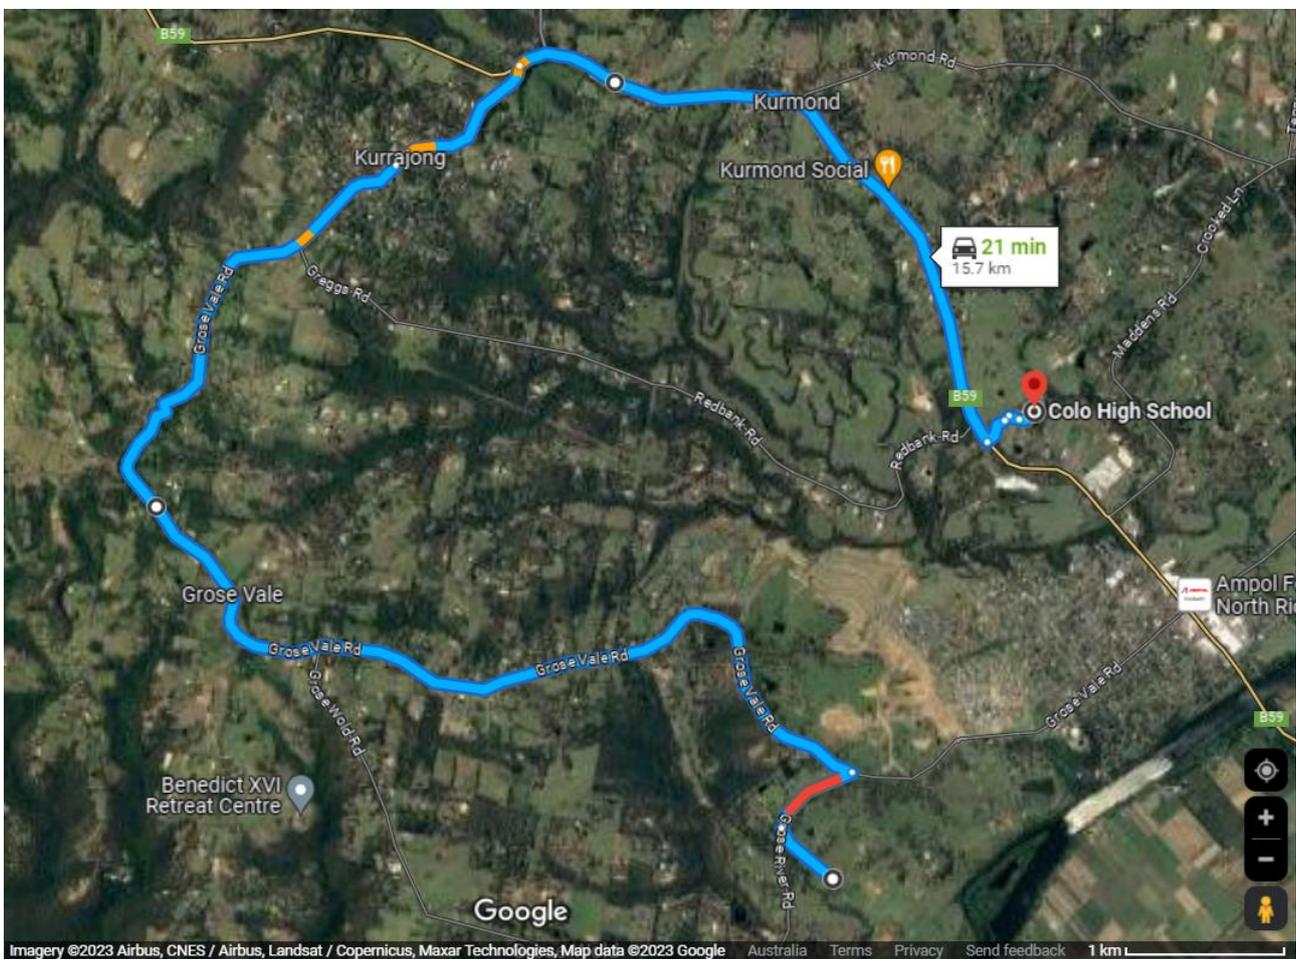 B59
Kurmond Rd
Kurmond
Kurrajong
Kurmond Social
21 min
15.7 km
Crooked Ln
Greggs Rd
Grose Vale Rd
Maddens Rd
B59
Colo High School
Redbank Rd
Redbank Rd
Grose Vale
Ampol F
North Ri
Grose Vale Rd
Grose Vale Rd
Grose Vale Rd
Grose Wold Rd
Grose Vale Rd
B59
Benedict XVI
Retreat Centre
Grose River Rd
Google
Imagery ©2023 Airbus, CNES / Airbus, Landsat / Copernicus, Maxar Technologies, Map data ©2023 Google Australia Terms Privacy Send feedback 1 km